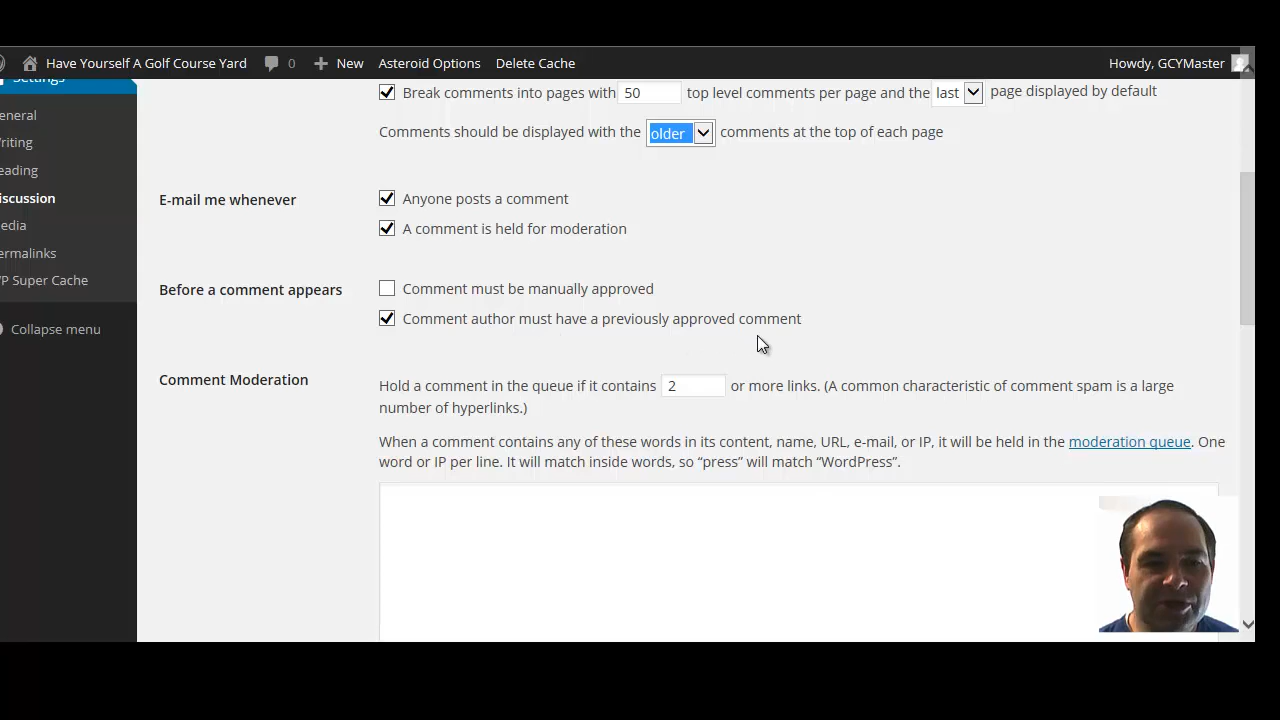 Have Yourself A Golf Course Yard 0 New Asteroid Options Delete Cache Howdy, GCYMaster
Settings
eneral
riting
eading
iscussion
edia
ermalinks
P Super Cache
Collapse menu
Break comments into pages with 50 top level comments per page and the last page displayed by default
Comments should be displayed with the older comments at the top of each page
E-mail me whenever
Anyone posts a comment
A comment is held for moderation
Before a comment appears
Comment must be manually approved
Comment author must have a previously approved comment
Comment Moderation
Hold a comment in the queue if it contains 2 or more links. (A common characteristic of comment spam is a large
number of hyperlinks.)
When a comment contains any of these words in its content, name, URL, e-mail, or IP, it will be held in the moderation queue. One
word or IP per line. It will match inside words, so “press” will match “WordPress”.